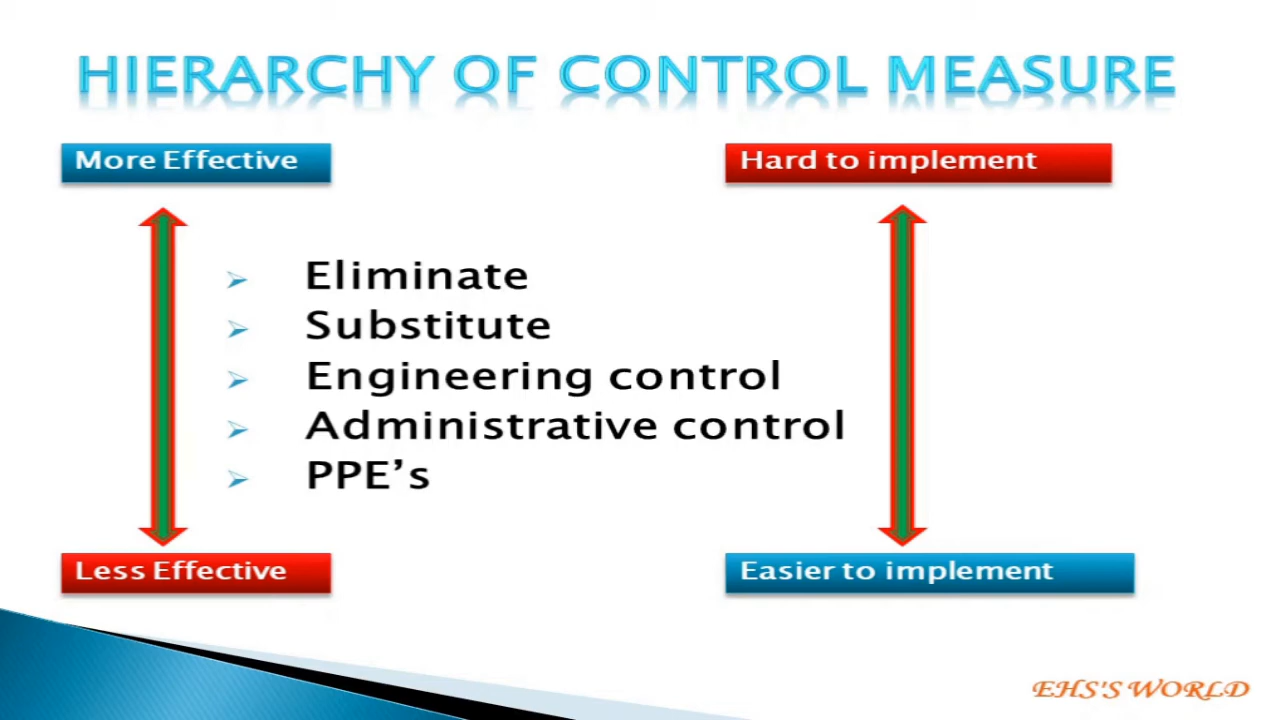 HIERARCHY OF CONTROL MEASURE
More Effective
Hard to implement
Eliminate
Substitute
Engineering control
Administrative control
PPE’s
Less Effective
Easier to implement
EHS'S WORLD